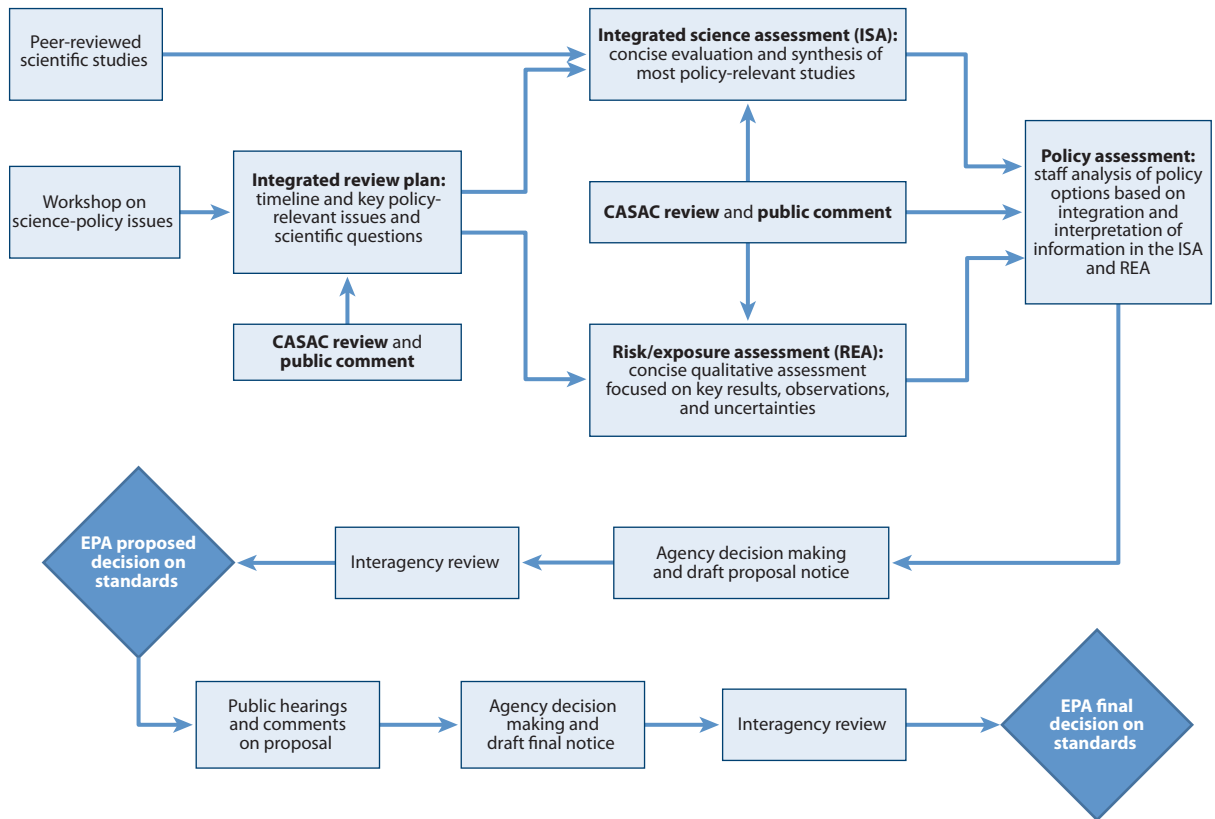 Peer-reviewed
scientific studies
Integrated science assessment (ISA):
concise evaluation and synthesis of
most policy-relevant studies
Workshop on
science-policy issues
Integrated review plan:
timeline and key policy-
relevant issues and
scientific questions
CASAC review and public comment
Policy assessment:
staff analysis of policy
options based on
integration and
interpretation of
information in the ISA
and REA
CASAC review and
public comment
Risk/exposure assessment (REA):
concise qualitative assessment
focused on key results, observations,
and uncertainties
EPA proposed
decision on
standards
Interagency review
Agency decision making
and draft proposal notice
Public hearings
and comments
on proposal
Agency decision
making and
draft final notice
Interagency review
EPA final
decision on
standards